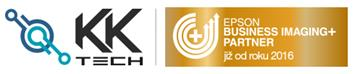 KK
TECH
EPSON
BUSINESS IMAGING+
PARTNER
již od roku 2016